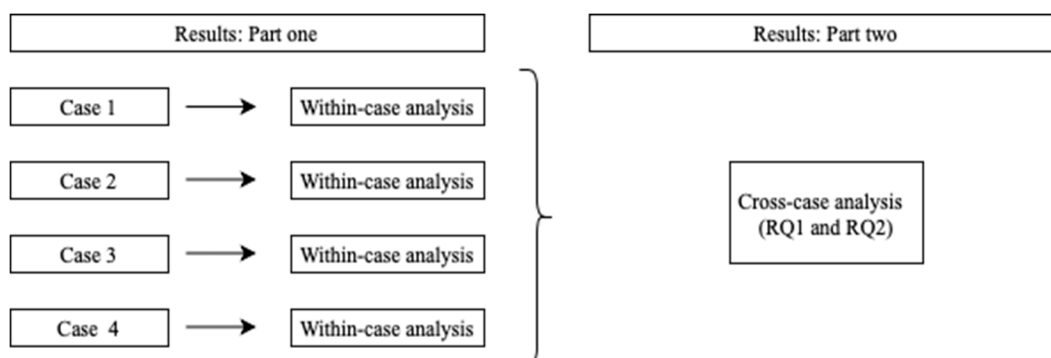 Results: Part one
Results: Part two
Case 1
Within-case analysis
Case 2
Within-case analysis
Case 3
Within-case analysis
Case 4
Within-case analysis
Cross-case analysis
(RQ1 and RQ2)